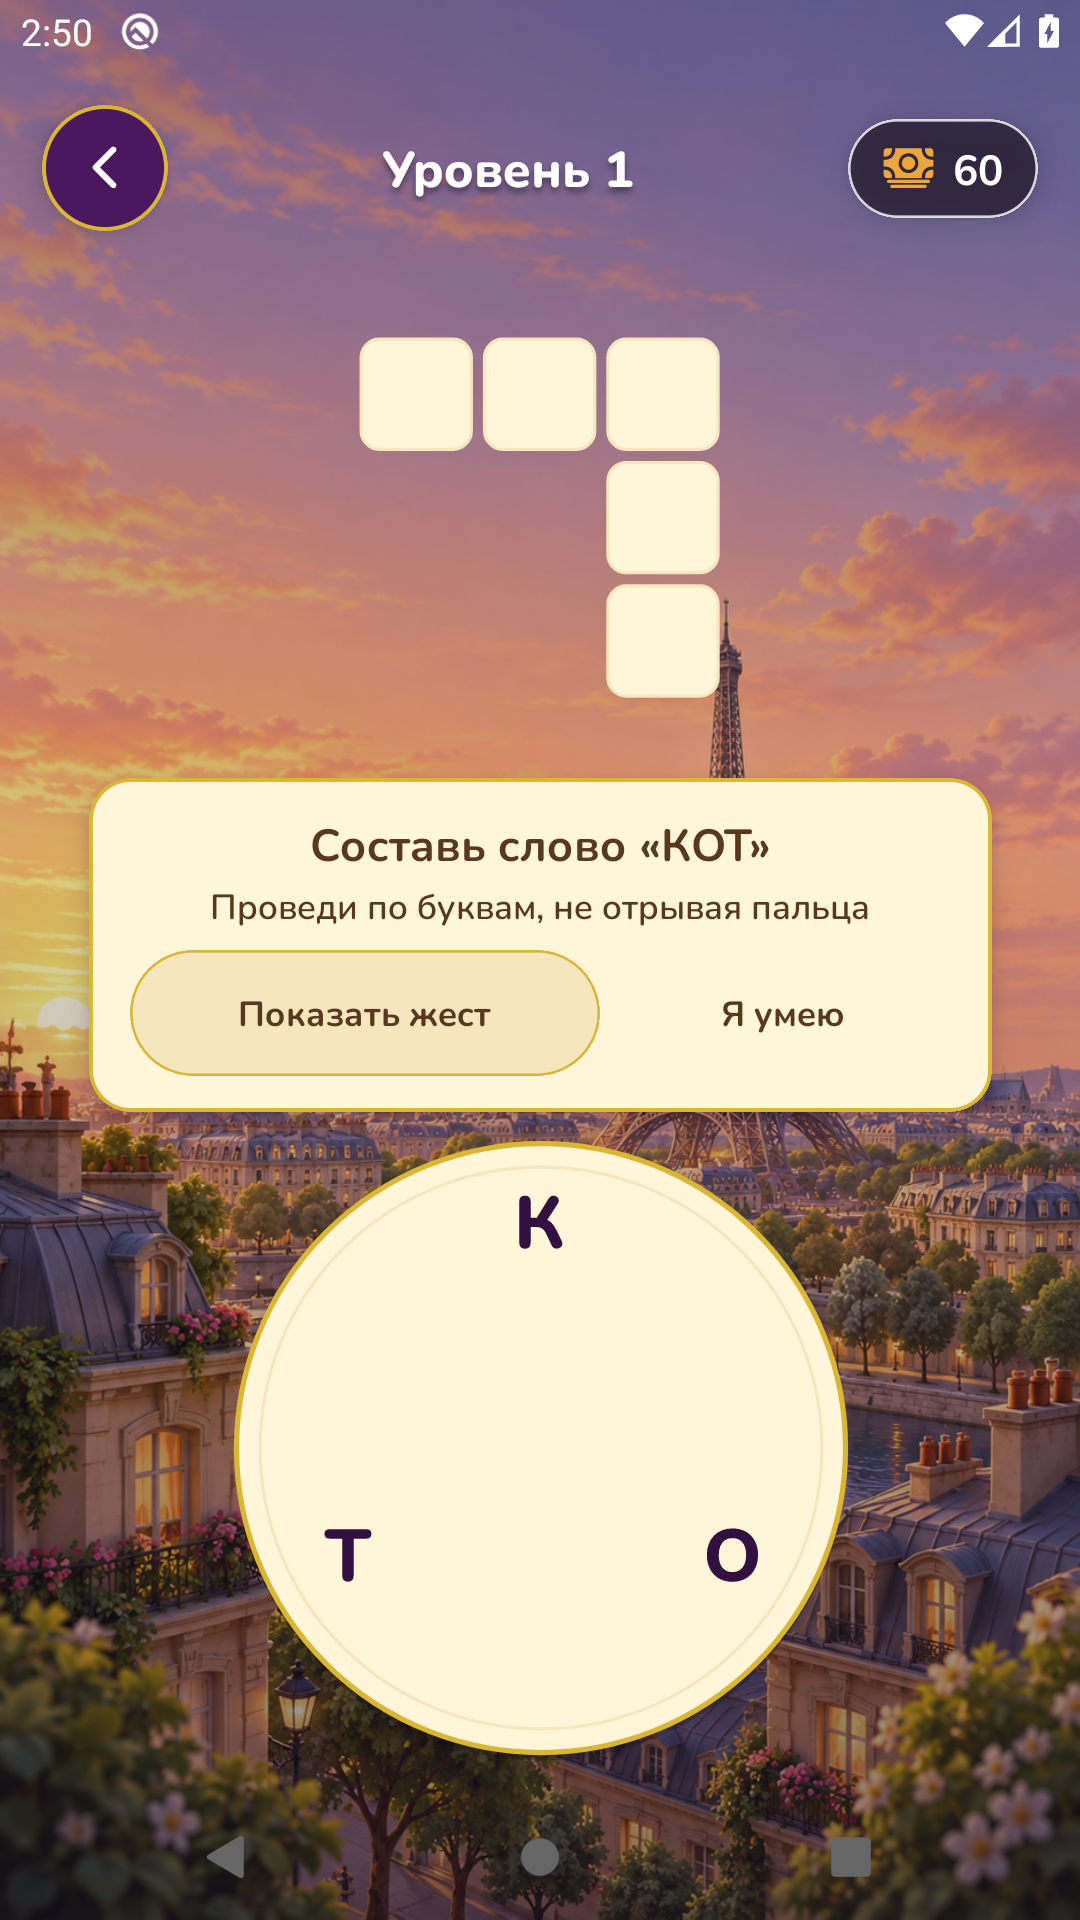 2:50
Уровень 1
60
Составь слово «КОТ»
Проведи по буквам, не отрывая пальца
Показать жест
Я умею
К
Т
О